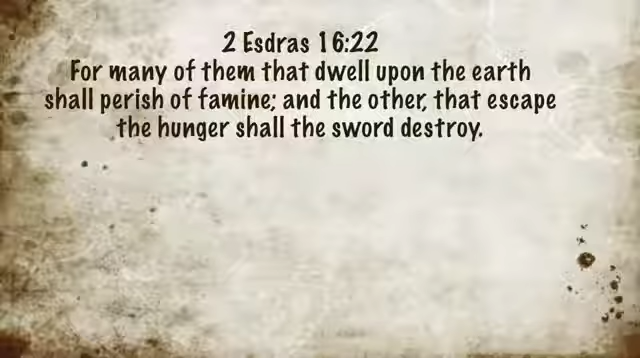 2 Esdras 16:22
For many of them that dwell upon the earth
shall perish of famine; and the other, that escape
the hunger shall the sword destroy.